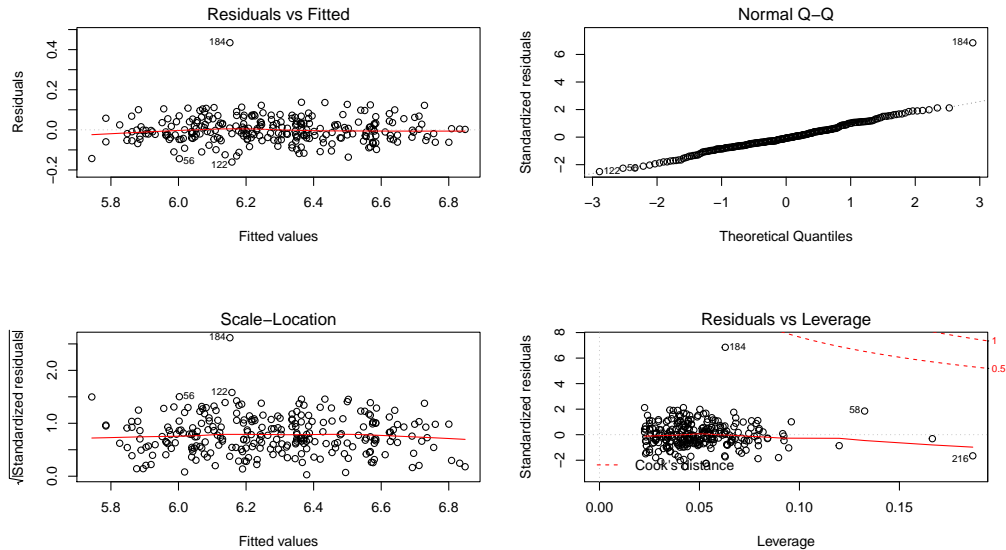 Residuals vs Fitted
Residuals
0.4
0.2
0.0
−0.2
184
56
122
5.8 6.0 6.2 6.4 6.6 6.8
Fitted values
Normal Q−Q
Standardized residuals
6
4
2
0
−2
184
122
56
−3 −2 −1 0 1 2 3
Theoretical Quantiles
Scale−Location
√|Standardized residuals|
2.0
1.0
0.0
184
56
122
5.8 6.0 6.2 6.4 6.6 6.8
Fitted values
Residuals vs Leverage
Standardized residuals
8
6
4
2
0
−2
184
58
216
1
0.5
Cook's distance
0.00 0.05 0.10 0.15
Leverage